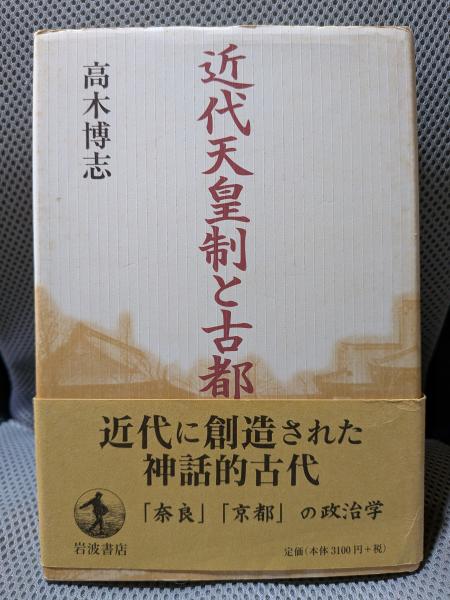 近代天皇制と古都
高木博志
近代に創造された
神話的古代
「奈良」「京都」の政治学
岩波書店
定価(本体3100円+税)